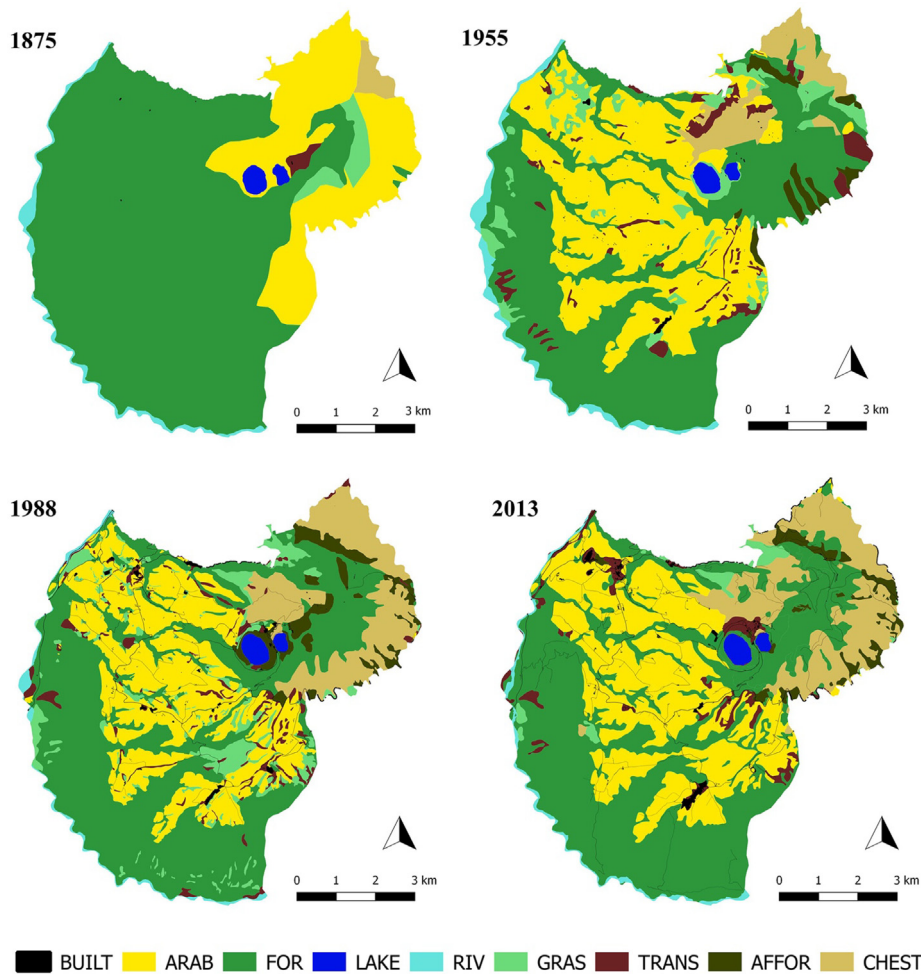 1875
1955
0 1 2 3 km
0 1 2 3 km
1988
2013
0 1 2 3 km
0 1 2 3 km
BUILT ARAB FOR LAKE RIV GRAS TRANS AFFOR CHEST